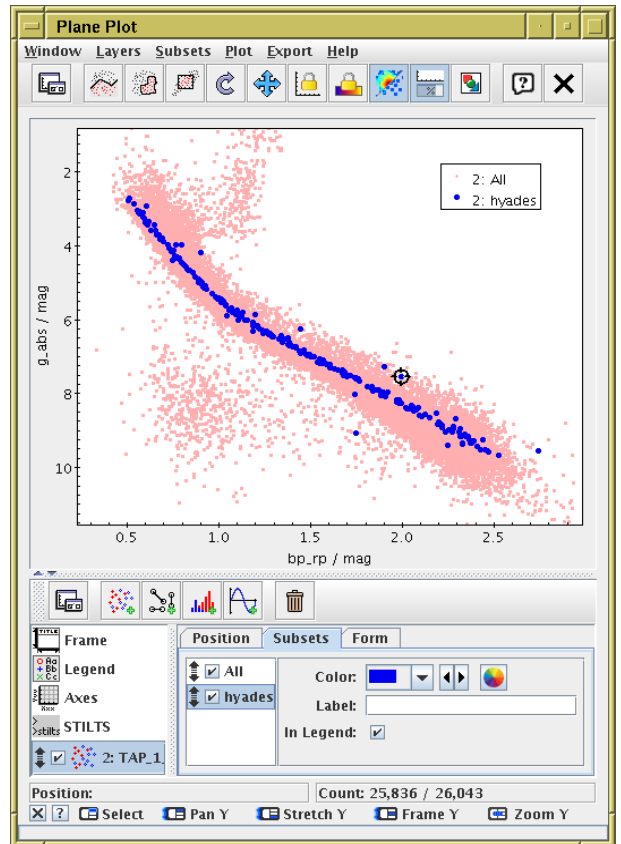 Plane Plot
Window Layers Subsets Plot Export Help
2: All
2: hyades
2
4
6
8
10
g_abs / mag
0.5 1.0 1.5 2.0 2.5
bp_rp / mag
Frame
Legend
Axes
STILTS
2: TAP_1_
Position Subsets Form
All
hyades
Color:
Label:
In Legend:
Position: Count: 25,836 / 26,043
Select Pan Y Stretch Y Frame Y Zoom Y